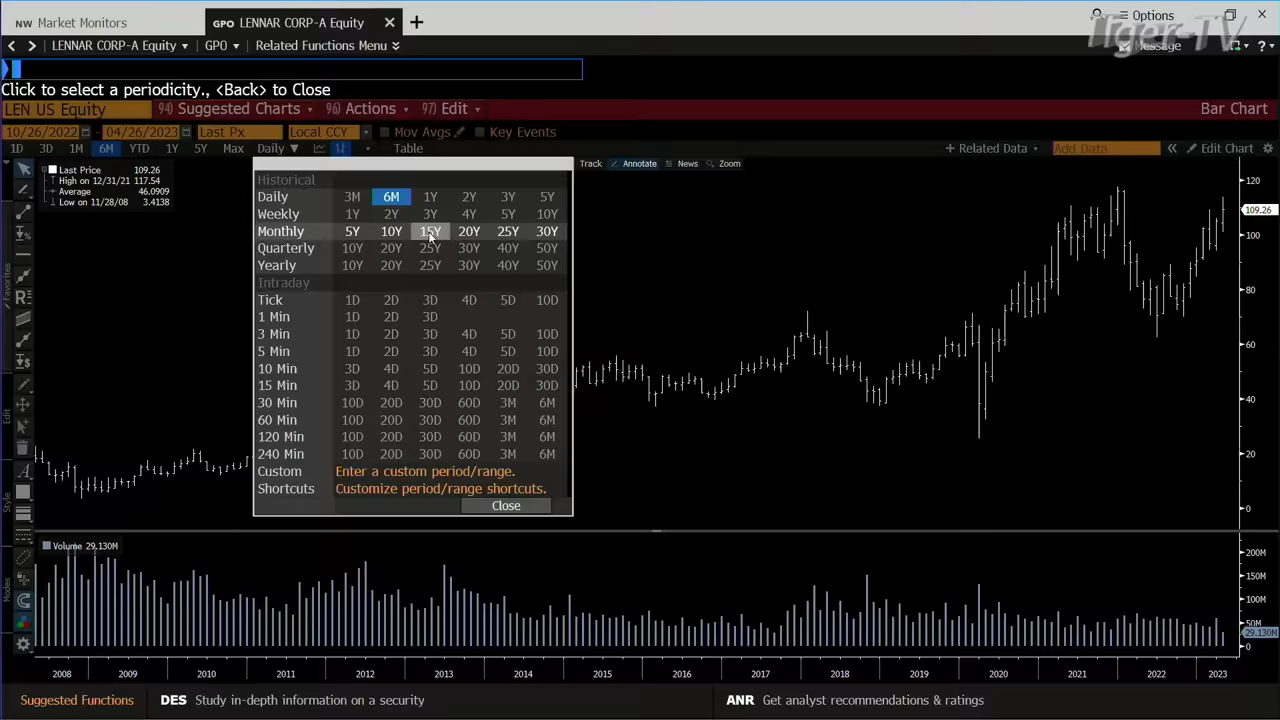 NW Market Monitors
GPO LENNAR CORP-A Equity
Options
LENNAR CORP-A Equity GPO Related Functions Menu
Message
Tiger-TV
Click to select a periodicity., <Back> to Close
LEN US Equity 94) Suggested Charts 96) Actions 97) Edit Bar Chart
10/26/2022 - 04/26/2023 Last Px Local CCY Mov Avgs Key Events
1D 3D 1M 6M YTD 1Y 5Y Max Daily Table + Related Data Add Data Edit Chart
Track Annotate News Zoom
Last Price 109.26
High on 12/31/21 117.54
Average 46.0909
Low on 11/28/08 3.4138
Historical
Daily 3M 6M 1Y 2Y 3Y 5Y
Weekly 1Y 2Y 3Y 4Y 5Y 10Y
Monthly 5Y 10Y 15Y 20Y 25Y 30Y
Quarterly 10Y 20Y 25Y 30Y 40Y 50Y
Yearly 10Y 20Y 25Y 30Y 40Y 50Y
Intraday
Tick 1D 2D 3D 4D 5D 10D
1 Min 1D 2D 3D
3 Min 1D 2D 3D 4D 5D 10D
5 Min 1D 2D 3D 4D 5D 10D
10 Min 3D 4D 5D 10D 20D 30D
15 Min 3D 4D 5D 10D 20D 30D
30 Min 10D 20D 30D 60D 3M 6M
60 Min 10D 20D 30D 60D 3M 6M
120 Min 10D 20D 30D 60D 3M 6M
240 Min 10D 20D 30D 60D 3M 6M
Custom Enter a custom period/range.
Shortcuts Customize period/range shortcuts.
Close
120
109.26
100
80
60
40
20
0
Favorites
Edit
Style
Modes
Volume 29.130M
200M
150M
100M
50M
29.130M
2008 2009 2010 2011 2012 2013 2014 2015 2016 2017 2018 2019 2020 2021 2022 2023
Suggested Functions DES Study in-depth information on a security ANR Get analyst recommendations & ratings